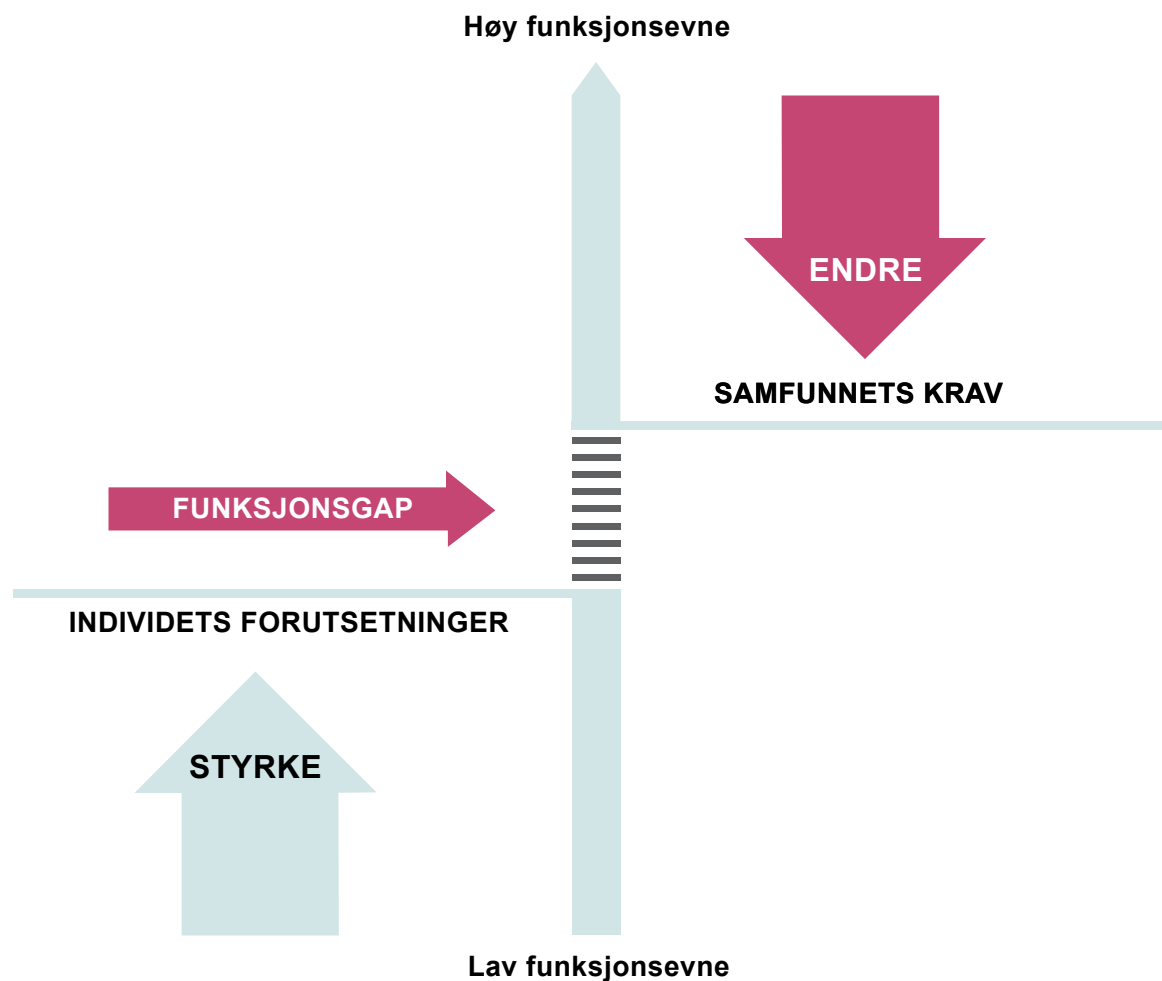 Høy funksjonsevne
ENDRE
SAMFUNNETS KRAV
FUNKSJONSGAP
INDIVIDETS FORUTSETNINGER
STYRKE
Lav funksjonsevne